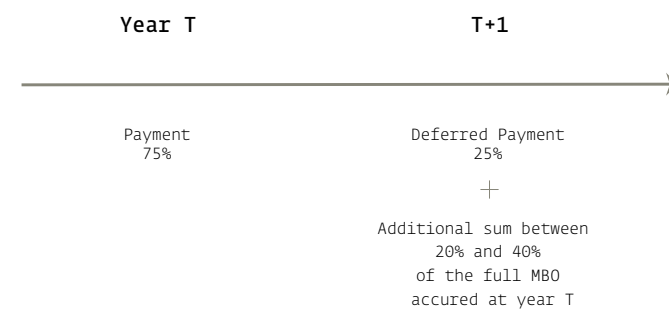 Year T
T+1
Payment
75%
Deferred Payment
25%
+
Additional sum between
20% and 40%
of the full MBO
accured at year T